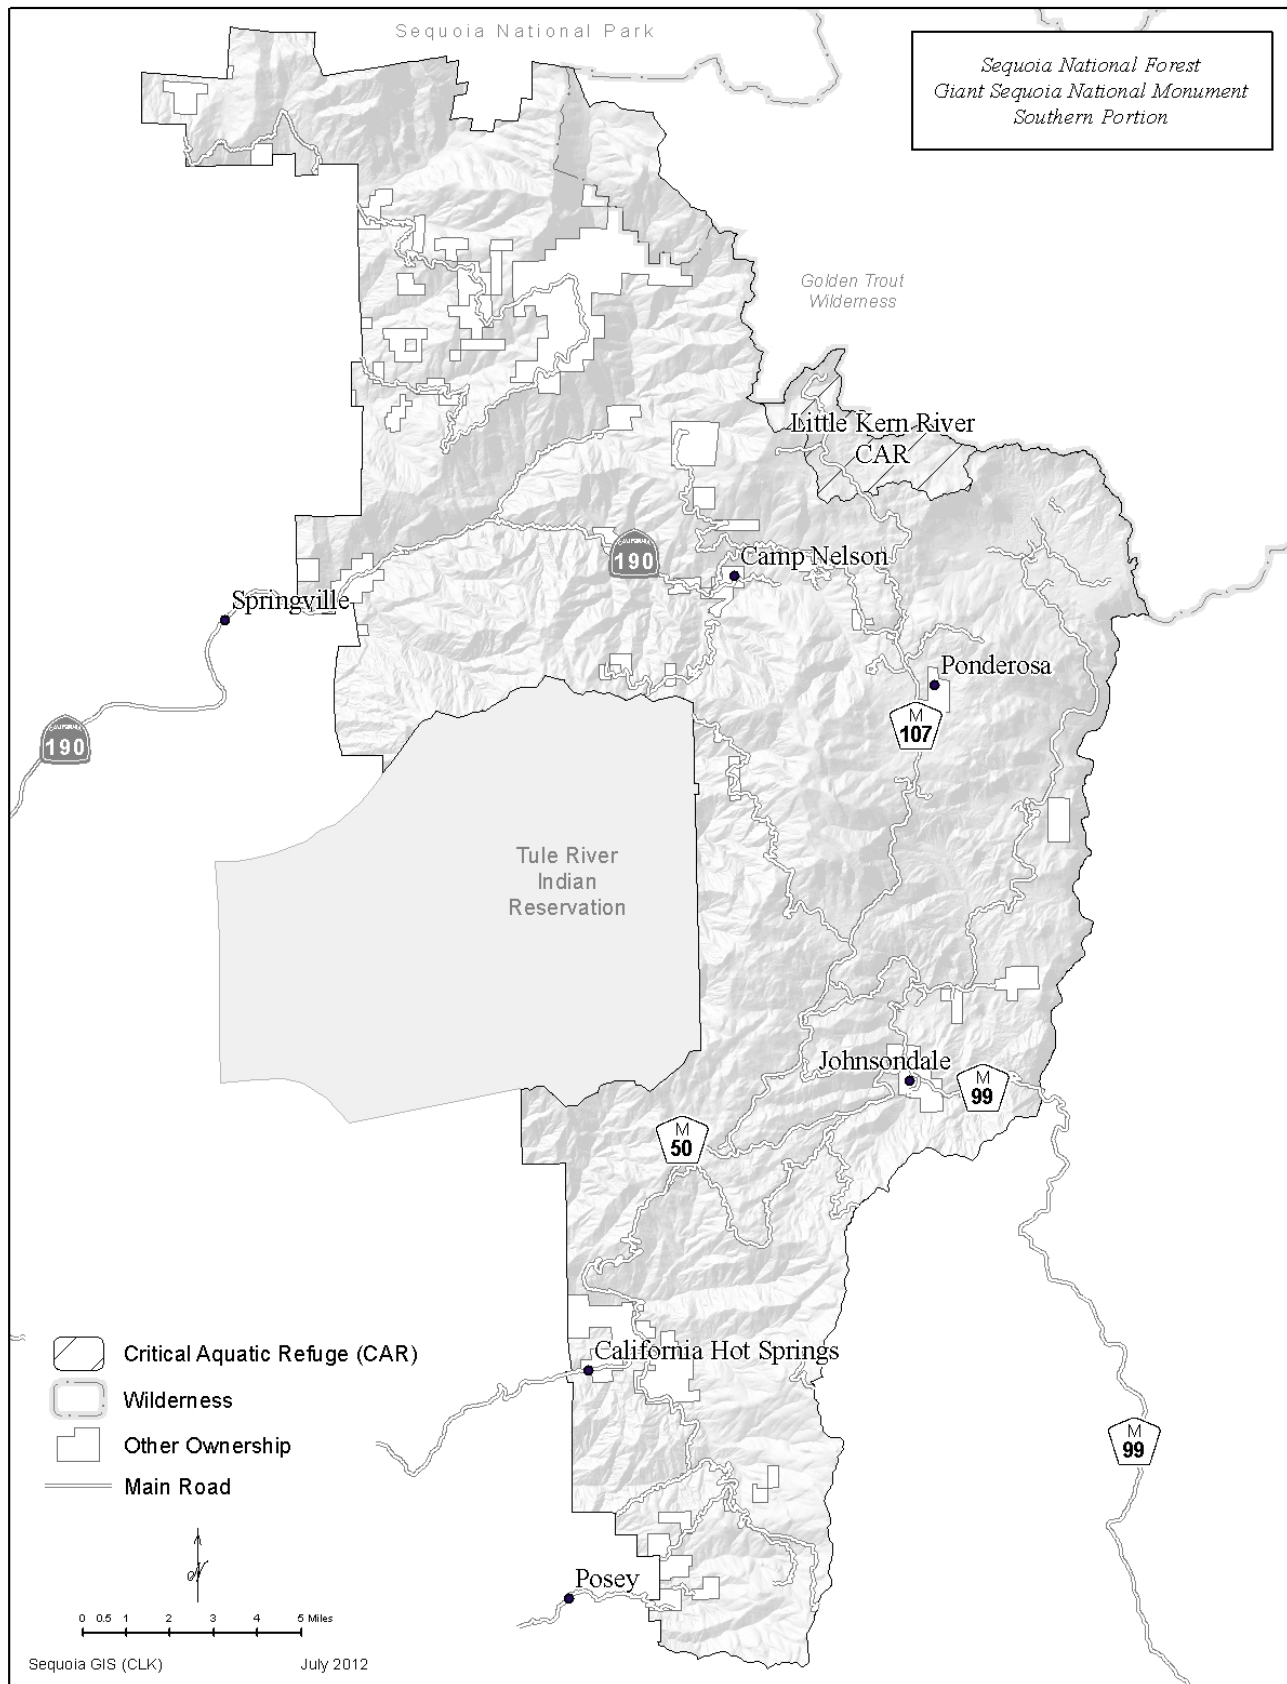 Sequoia National Park
Sequoia National Forest
Giant Sequoia National Monument
Southern Portion
Golden Trout
Wilderness
Little Kern River
CAR
CALIFORNIA
190
Camp Nelson
Springville
Ponderosa
M
107
CALIFORNIA
190
Tule River
Indian
Reservation
Johnsondale
M
99
M
50
California Hot Springs
M
99
Posey
Critical Aquatic Refuge (CAR)
Wilderness
Other Ownership
Main Road
N
0 0.5 1 2 3 4 5 Miles
Sequoia GIS (CLK) July 2012